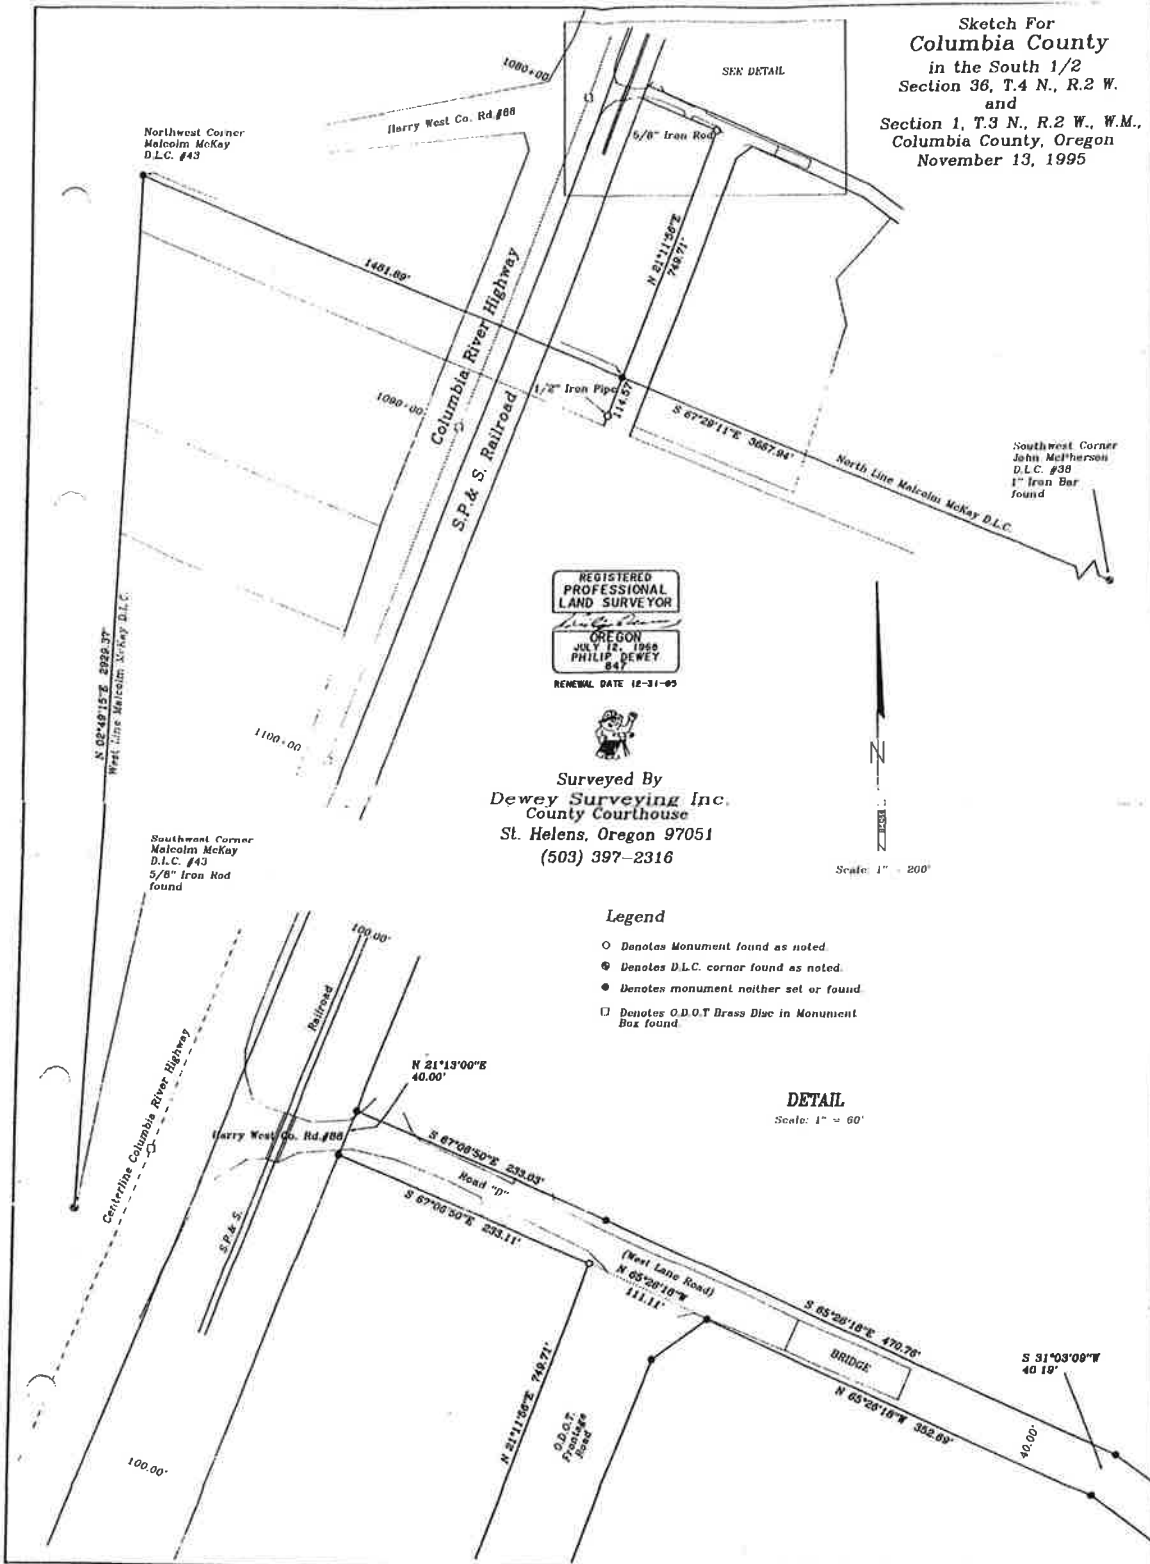 Sketch For
Columbia County
in the South 1/2
Section 36, T.4 N., R.2 W.
and
Section 1, T.3 N., R.2 W., W.M.,
Columbia County, Oregon
November 13, 1995
SEE DETAIL
1080+00
Harry West Co. Rd.#68
5/8" Iron Rod
Northwest Corner
Malcolm McKay
D.L.C. #43
N 21°11'56"E
749.71'
Columbia River Highway
1/2" Iron Pipe
114.57
1090+00
S.P.& S. Railroad
S 67°29'11"E 3687.94'
North Line Malcolm McKay D.L.C.
Southwest Corner
John McPherson
D.L.C. #38
1" Iron Bar
found
REGISTERED
PROFESSIONAL
LAND SURVEYOR
OREGON
PHILIP DEWEY
847
RENEWAL DATE
N 02°49'15"E 2929.37'
West Line Malcolm McKay D.L.C.
1100+00
N
Surveyed By
Dewey Surveying Inc.
County Courthouse
St. Helens, Oregon 97051
(503) 397-2316
Scale: 1" = 200'
Southwest Corner
Malcolm McKay
D.L.C. #43
5/8" Iron Rod
found
Legend
Denotes Monument found as noted.
Denotes D.L.C. corner found as noted.
Denotes monument neither set or found
Denotes O.D.O.T Brass Disc in Monument
Box found.
100.00'
Railroad
Centerline Columbia River Highway
N 21°13'00"E
40.00'
DETAIL
Scale: 1" = 60'
Harry West Co. Rd.#68
S 67°06'50"E 233.03'
Road "D"
S 67°06'50"E 233.11'
S.P.& S.
(West Lane Road)
N 65°26'18"W
111.11'
S 65°26'18"E 470.76'
BRIDGE
S 31°03'09"W
40.19'
N 65°26'18"W 352.69'
N 21°11'56"E 749.71'
O.D.O.T.
Frontage
Road
40.00'
100.00'